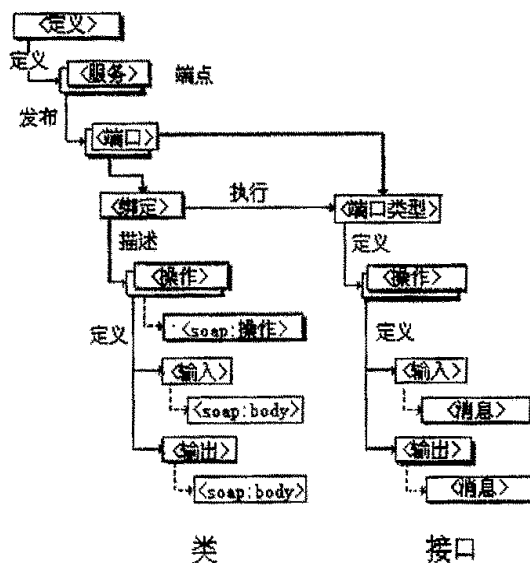 <定义>
定义
<服务> 端点
发布
<端口>
执行
<绑定> <端口类型>
描述 定义
<操作> <操作>
定义 <soap:操作> 定义
<输入> <输入>
<soap:body> <消息>
<输出> <输出>
<soap:body> <消息>
类 接口